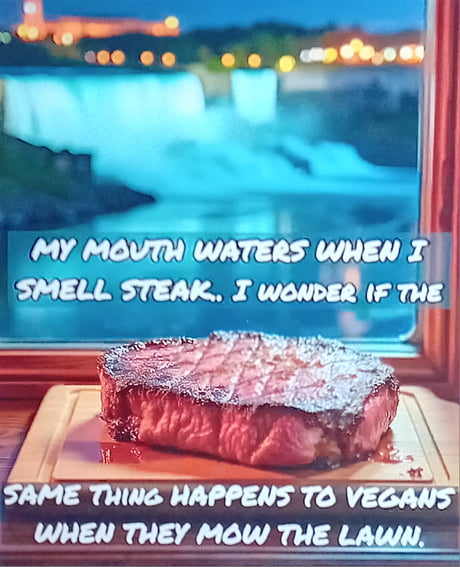 MY MOUTH WATERS WHEN I
SMELL STEAK.. I WONDER IF THE
SAME THING HAPPENS TO VEGANS
WHEN THEY MOW THE LAWN.